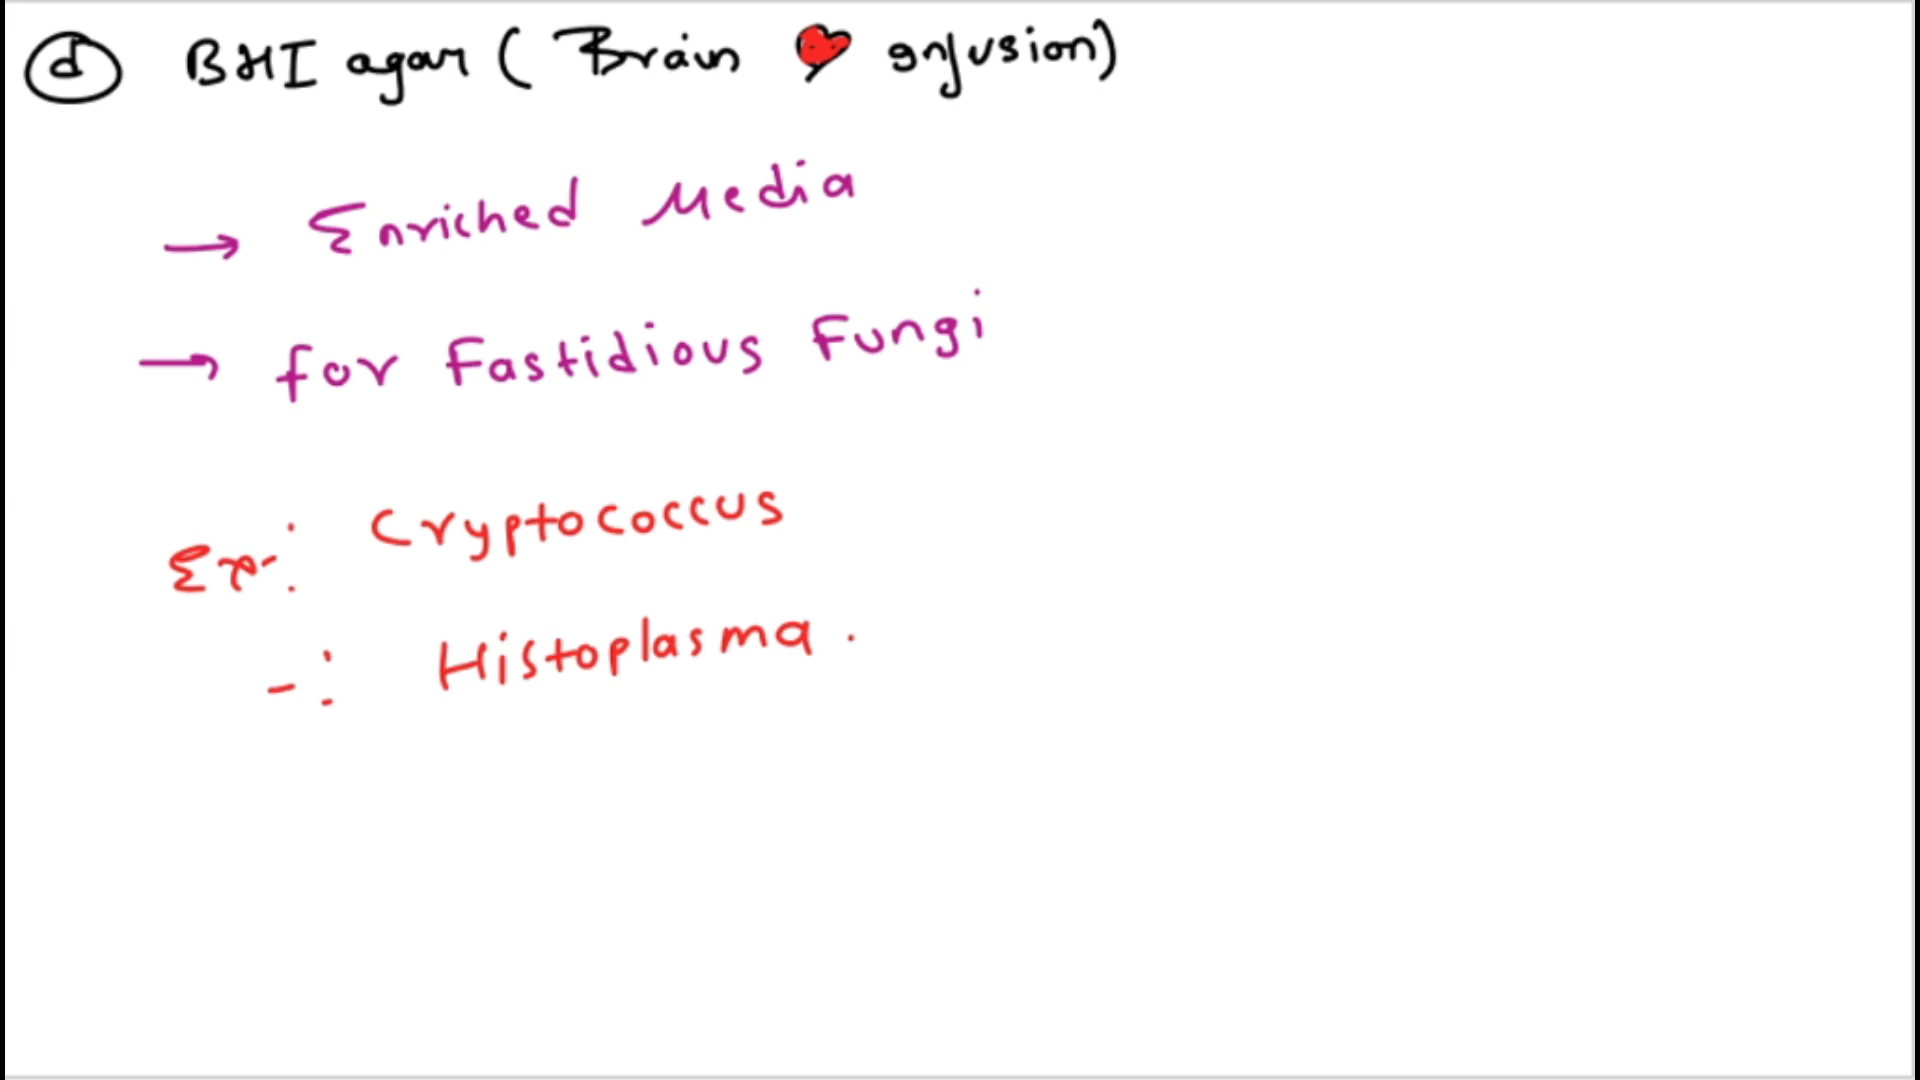 d BHI agar ( Brain ❤ Infusion)
→ Enriched Media
→ for Fastidious Fungi
Ex-: Cryptococcus
-: Histoplasma.